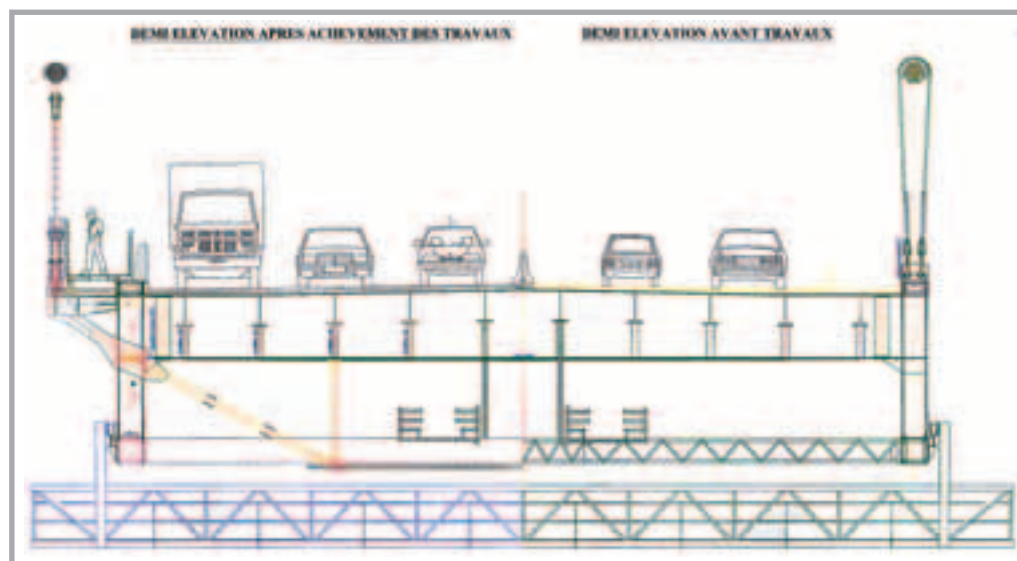 DEMI ELEVATION APRES ACHEVEMENT DES TRAVAUX
DEMI ELEVATION AVANT TRAVAUX